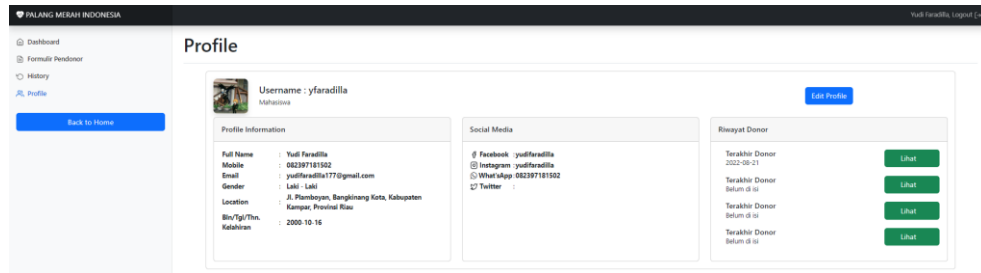 PALANG MERAH INDONESIA
Yudi Faradilla, Logout
Dashboard
Formulir Pendonor
History
Profile
Back to Home
Profile
Username : yfaradilla
Mahasiswa
Edit Profile
Profile Information
Full Name : Yudi Faradilla
Mobile : 082397181502
Email : yudifaradilla177@gmail.com
Gender : Laki - Laki
Location : Jl. Plamboyan, Bangkinang Kota, Kabupaten
Kampar, Provinsi Riau
Bln/Tgl/Thn.
Kelahiran : 2000-10-16
Social Media
Facebook : yudifaradilla
Instagram : yudifaradilla
What'sApp : 082397181502
Twitter :
Riwayat Donor
Terakhir Donor
2022-06-21
Lihat
Terakhir Donor
Belum di isi
Lihat
Terakhir Donor
Belum di isi
Lihat
Terakhir Donor
Belum di isi
Lihat